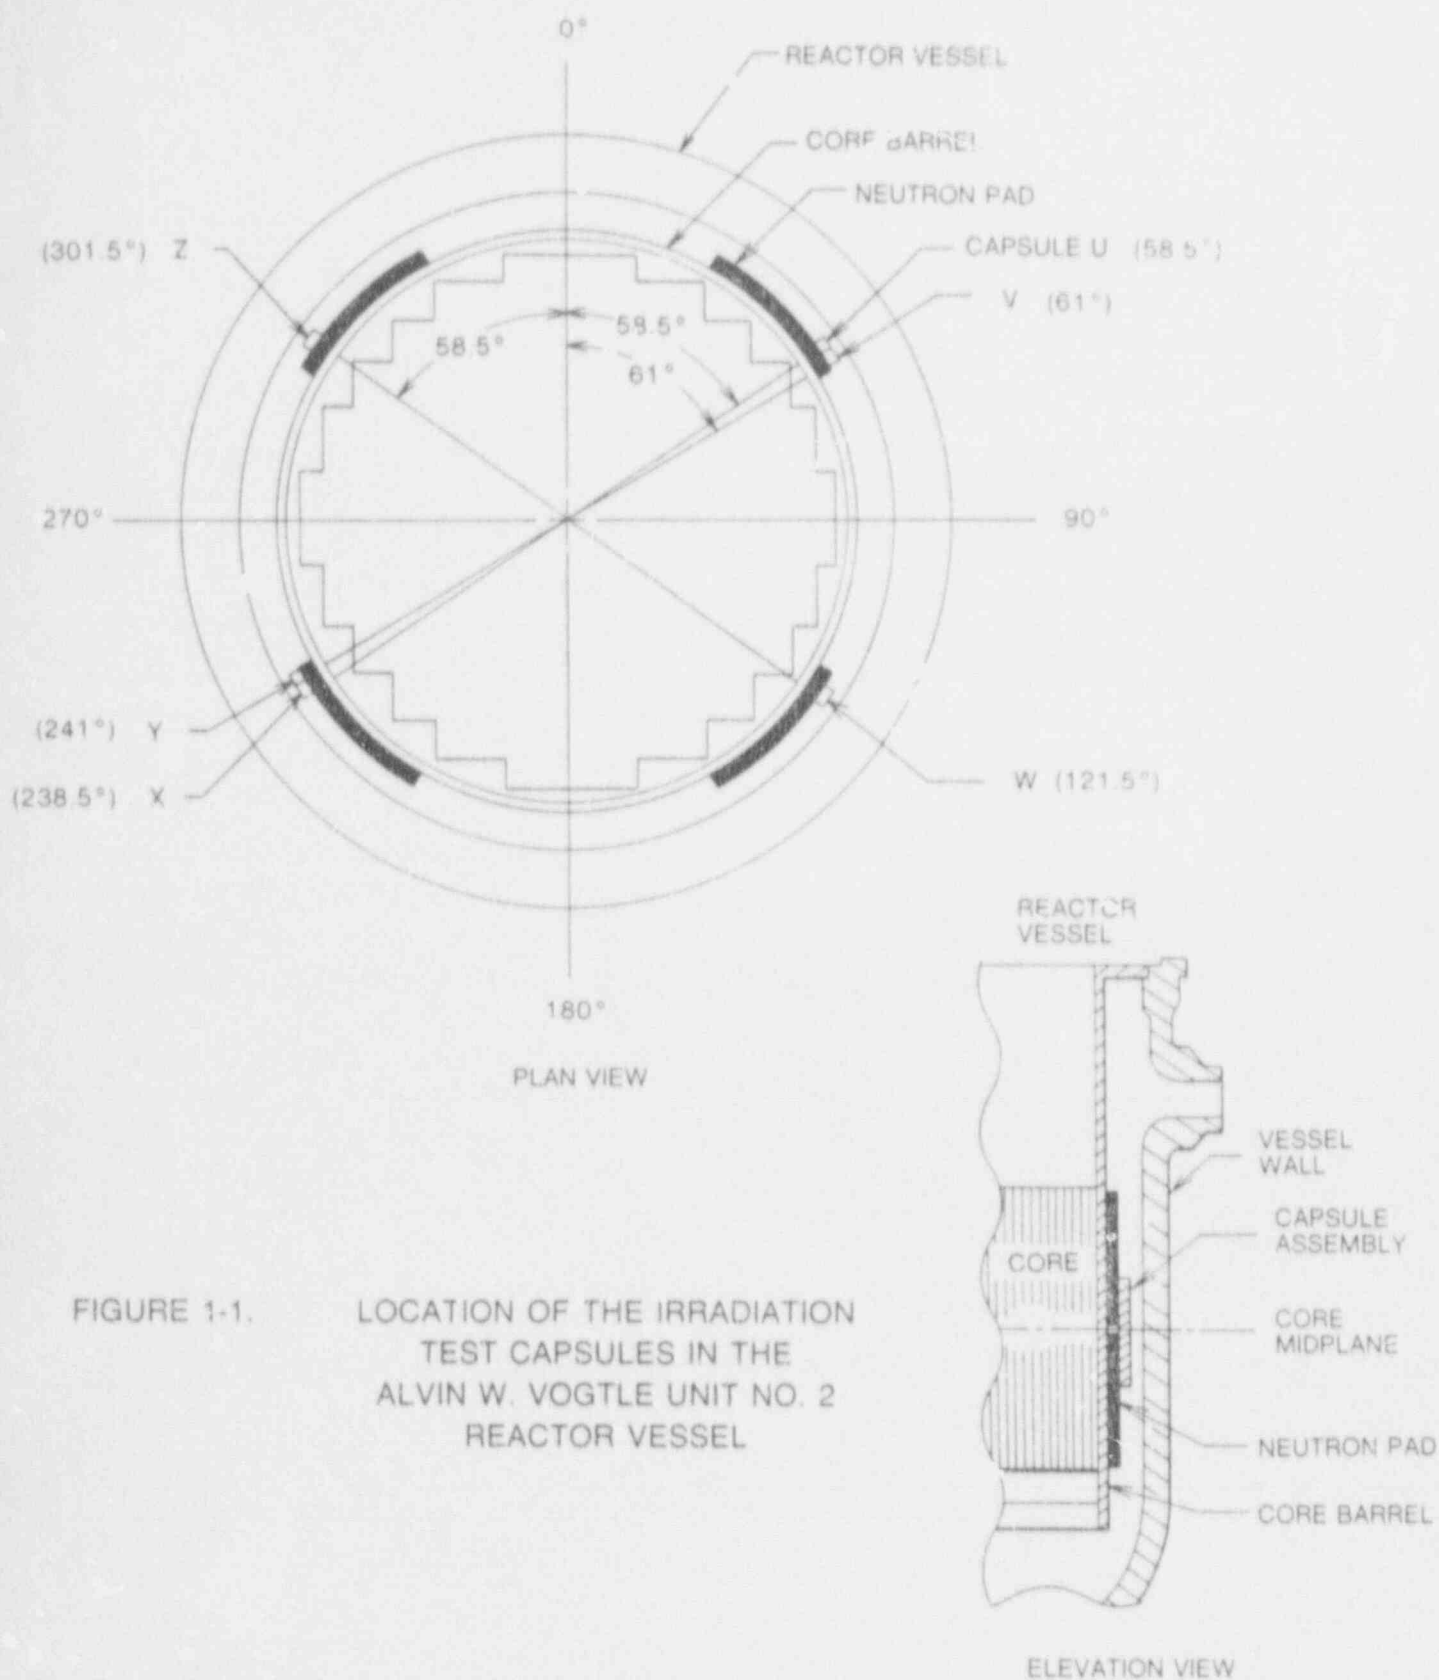 0°
REACTOR VESSEL
CORE BARREL
NEUTRON PAD
(301.5°) Z
CAPSULE U (58.5°)
V (61°)
58.5°
58.5°
61°
270°
90°
(241°) Y
(238.5°) X
W (121.5°)
180°
PLAN VIEW
REACTOR
VESSEL
VESSEL
WALL
CAPSULE
ASSEMBLY
CORE
CORE
MIDPLANE
NEUTRON PAD
CORE BARREL
ELEVATION VIEW
FIGURE 1-1. LOCATION OF THE IRRADIATION
TEST CAPSULES IN THE
ALVIN W. VOGTLE UNIT NO. 2
REACTOR VESSEL